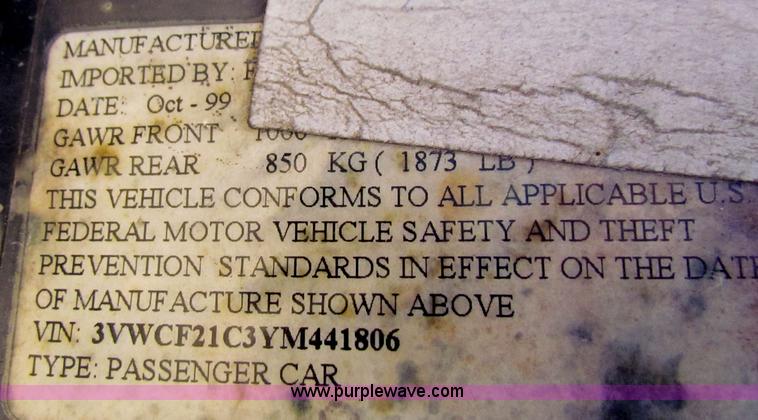 MANUFACTURED
IMPORTED BY:
DATE: Oct - 99
GAWR FRONT 1000
GAWR REAR 850 KG ( 1873 LB )
THIS VEHICLE CONFORMS TO ALL APPLICABLE U.S.
FEDERAL MOTOR VEHICLE SAFETY AND THEFT
PREVENTION STANDARDS IN EFFECT ON THE DATE
OF MANUFACTURE SHOWN ABOVE
VIN: 3VWCF21C3YM441806
TYPE: PASSENGER CAR
www.purplewave.com